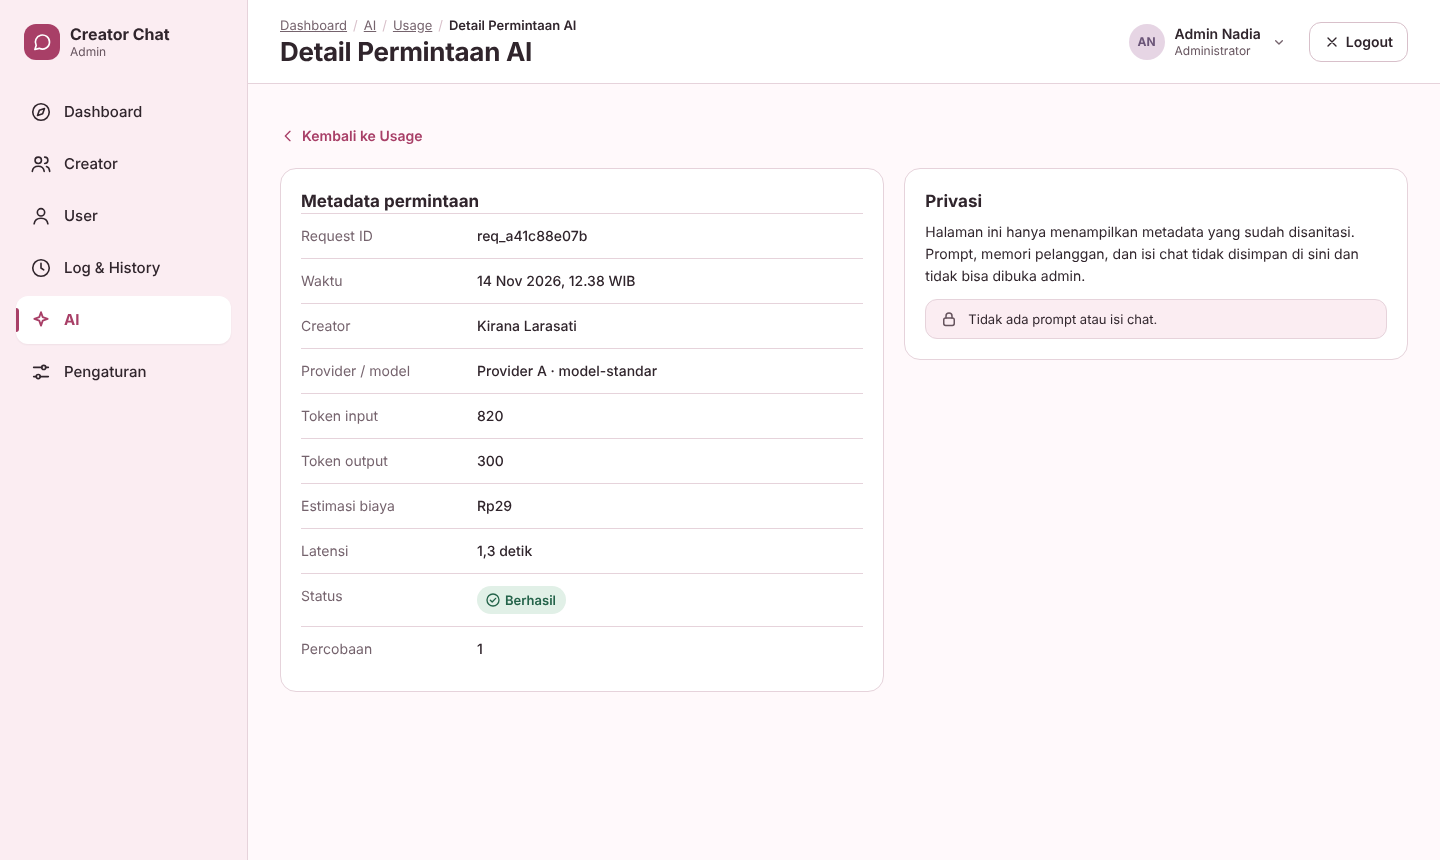 Creator Chat
Admin
Dashboard
Creator
User
Log & History
AI
Pengaturan
Dashboard / AI / Usage / Detail Permintaan AI
Detail Permintaan AI
AN
Admin Nadia
Administrator
Logout
Kembali ke Usage
Metadata permintaan
Request ID req_a41c88e07b
Waktu 14 Nov 2026, 12.38 WIB
Creator Kirana Larasati
Provider / model Provider A · model-standar
Token input 820
Token output 300
Estimasi biaya Rp29
Latensi 1,3 detik
Status Berhasil
Percobaan 1
Privasi
Halaman ini hanya menampilkan metadata yang sudah disanitasi.
Prompt, memori pelanggan, dan isi chat tidak disimpan di sini dan
tidak bisa dibuka admin.
Tidak ada prompt atau isi chat.